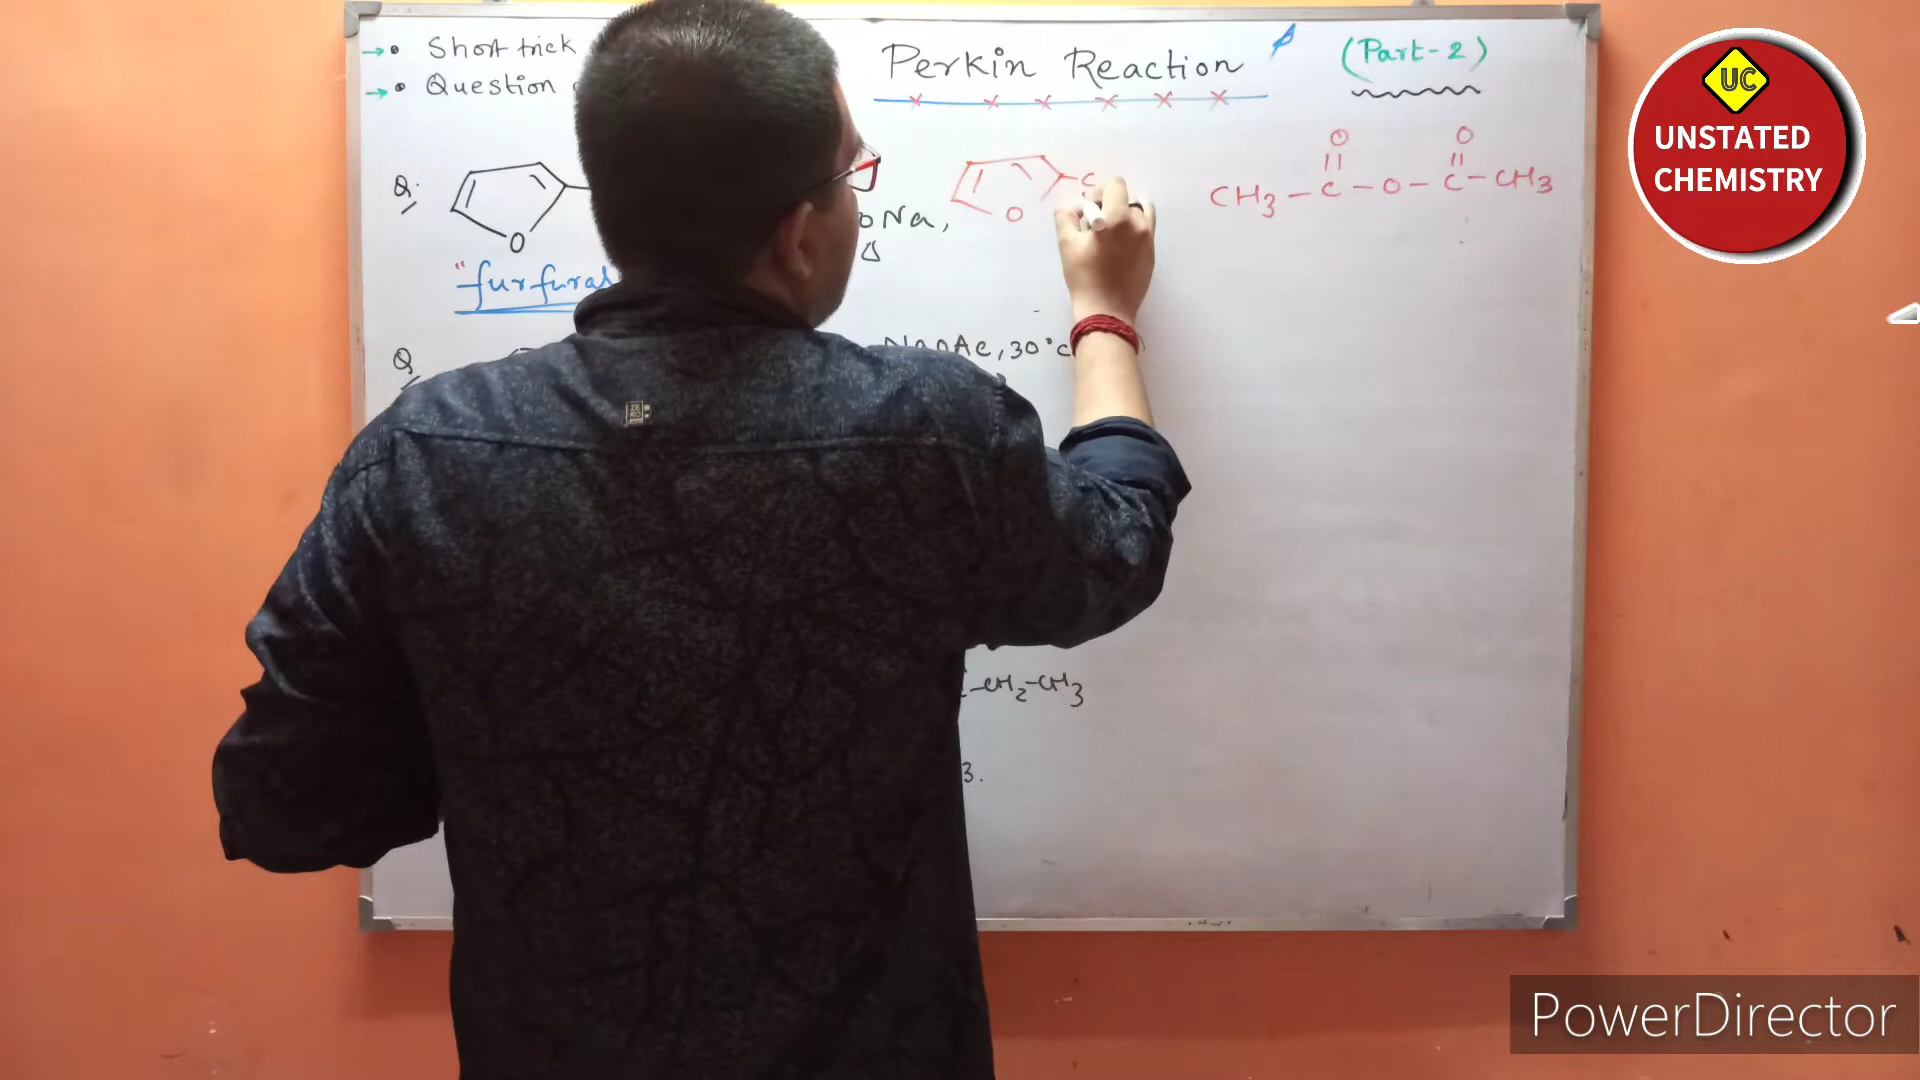 → • Short trick
→ • Question
Perkin Reaction
(Part-2)
UC
UNSTATED
CHEMISTRY
Q.
O
ONa,
Δ
"furfural
O
C
CH3-C-O-C-CH3
O O
Q
NaOAc, 30°C
-CH2-CH3
3.
PowerDirector